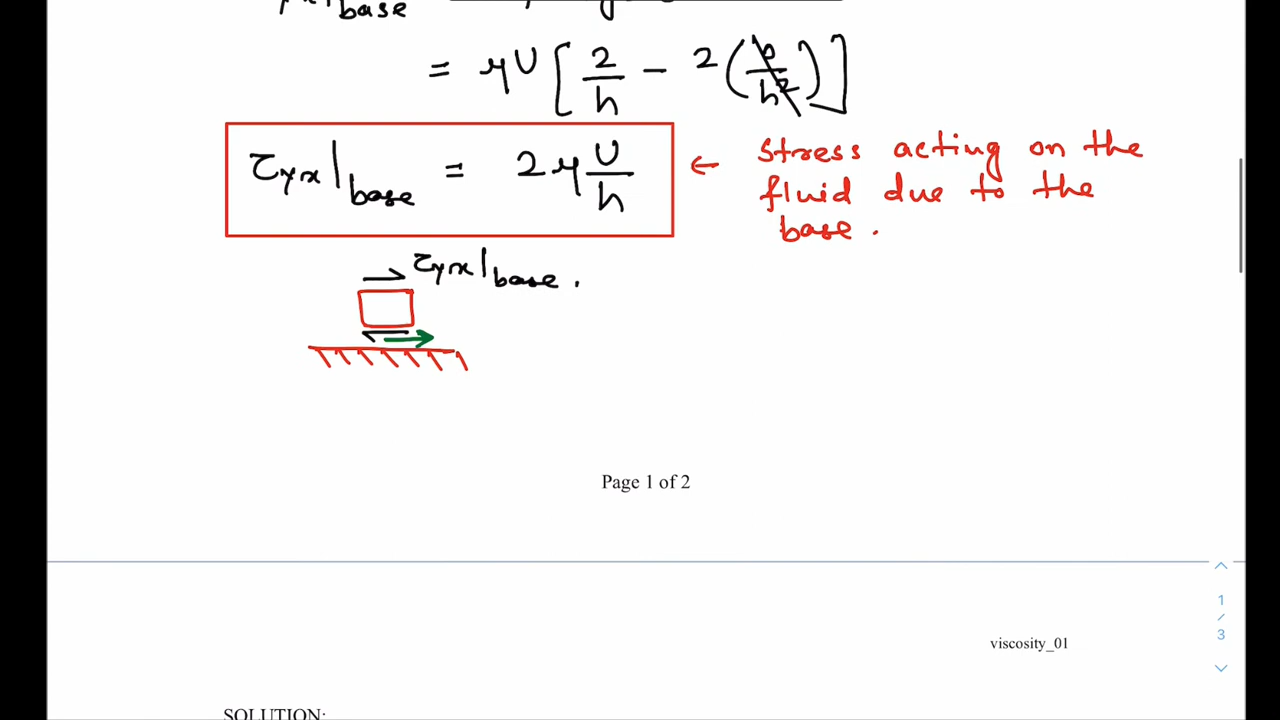 base
= μU [ 2/h − 2 ( 0/h² ) ]
τyx|base = 2μ U/h ← stress acting on the
fluid due to the
base.
τyx|base.
Page 1 of 2
1
/
3
viscosity_01
SOLUTION: